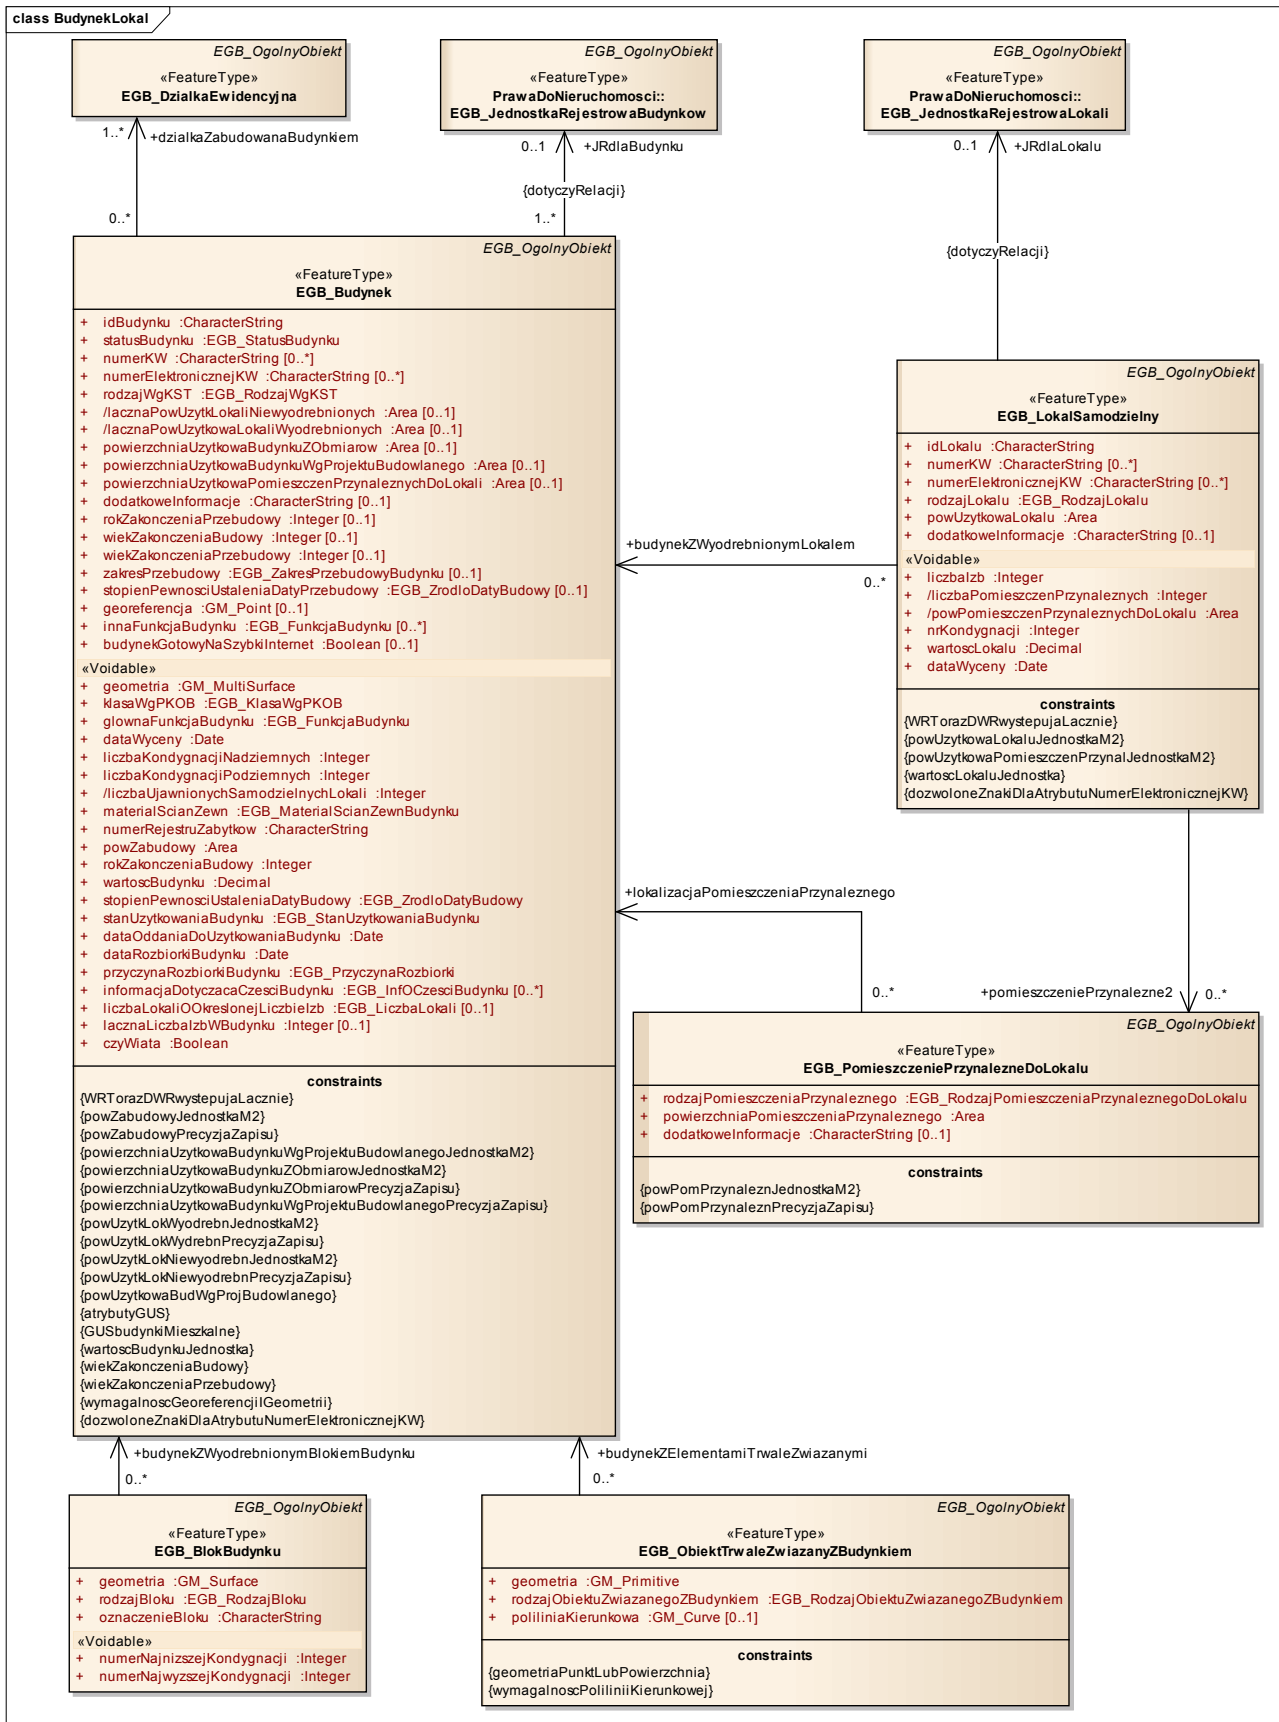 class BudynekLokal
EGB_OgolnyObiekt
«FeatureType»
EGB_DzialkaEwidencyjna
EGB_OgolnyObiekt
«FeatureType»
PrawaDoNieruchomosci::
EGB_JednostkaRejestrowaBudynkow
EGB_OgolnyObiekt
«FeatureType»
PrawaDoNieruchomosci::
EGB_JednostkaRejestrowaLokali
1..*
+dzialkaZabudowanaBudynkiem
0..*
0..1
+JRdlaBudynku
{dotyczyRelacji}
1..*
0..1
+JRdlaLokalu
{dotyczyRelacji}
EGB_OgolnyObiekt
«FeatureType»
EGB_Budynek
+ idBudynku :CharacterString
+ statusBudynku :EGB_StatusBudynku
+ numerKW :CharacterString [0..*]
+ numerElektronicznejKW :CharacterString [0..*]
+ rodzajWgKST :EGB_RodzajWgKST
+ /lacznaPowUzytkLokaliNiewyodrebnionych :Area [0..1]
+ /lacznaPowUzytkowaLokaliWyodrebnionych :Area [0..1]
+ powierzchniaUzytkowaBudynkuZObmiarow :Area [0..1]
+ powierzchniaUzytkowaBudynkuWgProjektuBudowlanego :Area [0..1]
+ powierzchniaUzytkowaPomieszczenPrzynaleznychDoLokali :Area [0..1]
+ dodatkoweInformacje :CharacterString [0..1]
+ rokZakonczeniaPrzebudowy :Integer [0..1]
+ wiekZakonczeniaBudowy :Integer [0..1]
+ wiekZakonczeniaPrzebudowy :Integer [0..1]
+ zakresPrzebudowy :EGB_ZakresPrzebudowyBudynku [0..1]
+ stopienPewnosciUstaleniaDatyPrzebudowy :EGB_ZrodloDatyBudowy [0..1]
+ georeferencja :GM_Point [0..1]
+ innaFunkcjaBudynku :EGB_FunkcjaBudynku [0..*]
+ budynekGotowyNaSzybkiInternet :Boolean [0..1]
«Voidable»
+ geometria :GM_MultiSurface
+ klasaWgPKOB :EGB_KlasaWgPKOB
+ glownaFunkcjaBudynku :EGB_FunkcjaBudynku
+ dataWyceny :Date
+ liczbaKondygnacjiNadziemnych :Integer
+ liczbaKondygnacjiPodziemnych :Integer
+ /liczbaUjawnionychSamodzielnychLokali :Integer
+ materialScianZewn :EGB_MaterialScianZewnBudynku
+ numerRejestruZabytkow :CharacterString
+ powZabudowy :Area
+ rokZakonczeniaBudowy :Integer
+ wartoscBudynku :Decimal
+ stopienPewnosciUstaleniaDatyBudowy :EGB_ZrodloDatyBudowy
+ stanUzytkowaniaBudynku :EGB_StanUzytkowaniaBudynku
+ dataOddaniaDoUzytkowaniaBudynku :Date
+ dataRozbiorkiBudynku :Date
+ przyczynaRozbiorkiBudynku :EGB_PrzyczynaRozbiorki
+ informacjaDotyczacaCzesciBudynku :EGB_InfOCzesciBudynku [0..*]
+ liczbaLokaliOOkreslonejLiczbieIzb :EGB_LiczbaLokali [0..1]
+ lacznaLiczbaIzbWBudynku :Integer [0..1]
+ czyWiata :Boolean
constraints
{WRTorazDWRwystepujaLacznie}
{powZabudowyJednostkaM2}
{powZabudowyPrecyzjaZapisu}
{powierzchniaUzytkowaBudynkuWgProjektuBudowlanegoJednostkaM2}
{powierzchniaUzytkowaBudynkuZObmiarowJednostkaM2}
{powierzchniaUzytkowaBudynkuZObmiarowPrecyzjaZapisu}
{powierzchniaUzytkowaBudynkuWgProjektuBudowlanegoPrecyzjaZapisu}
{powUzytkLokWyodrebnJednostkaM2}
{powUzytkLokWydrebnPrecyzjaZapisu}
{powUzytkLokNiewyodrebnJednostkaM2}
{powUzytkLokNiewyodrebnPrecyzjaZapisu}
{powUzytkowaBudWgProjBudowlanego}
{atrybutyGUS}
{GUSbudynkiMieszkalne}
{wartoscBudynkuJednostka}
{wiekZakonczeniaBudowy}
{wiekZakonczeniaPrzebudowy}
{wymagalnoscGeoreferencjiIGeometrii}
{dozwoloneZnakiDlaAtrybutuNumerElektronicznejKW}
EGB_OgolnyObiekt
«FeatureType»
EGB_LokalSamodzielny
+ idLokalu :CharacterString
+ numerKW :CharacterString [0..*]
+ numerElektronicznejKW :CharacterString [0..*]
+ rodzajLokalu :EGB_RodzajLokalu
+ powUzytkowaLokalu :Area
+ dodatkoweInformacje :CharacterString [0..1]
«Voidable»
+ liczbaIzb :Integer
+ /liczbaPomieszczenPrzynaleznych :Integer
+ /powPomieszczenPrzynaleznychDoLokalu :Area
+ nrKondygnacji :Integer
+ wartoscLokalu :Decimal
+ dataWyceny :Date
constraints
{WRTorazDWRwystepujaLacznie}
{powUzytkowaLokaluJednostkaM2}
{powUzytkowaPomieszczenPrzynalJednostkaM2}
{wartoscLokaluJednostka}
{dozwoloneZnakiDlaAtrybutuNumerElektronicznejKW}
+budynekZWyodrebnionymLokalem
0..*
+lokalizacjaPomieszczeniaPrzynaleznego
0..*
+pomieszczeniePrzynalezne2
0..*
EGB_OgolnyObiekt
«FeatureType»
EGB_PomieszczeniePrzynalezneDoLokalu
+ rodzajPomieszczeniaPrzynaleznego :EGB_RodzajPomieszczeniaPrzynaleznegoDoLokalu
+ powierzchniaPomieszczeniaPrzynaleznego :Area
+ dodatkoweInformacje :CharacterString [0..1]
constraints
{powPomPrzynaleznJednostkaM2}
{powPomPrzynaleznPrecyzjaZapisu}
+budynekZWyodrebnionymBlokiemBudynku
0..*
+budynekZElementamiTrwaleZwiazanymi
0..*
EGB_OgolnyObiekt
«FeatureType»
EGB_BlokBudynku
+ geometria :GM_Surface
+ rodzajBloku :EGB_RodzajBloku
+ oznaczenieBloku :CharacterString
«Voidable»
+ numerNajnizszejKondygnacji :Integer
+ numerNajwyzszejKondygnacji :Integer
EGB_OgolnyObiekt
«FeatureType»
EGB_ObiektTrwaleZwiazanyZBudynkiem
+ geometria :GM_Primitive
+ rodzajObiektuZwiazanegoZBudynkiem :EGB_RodzajObiektuZwiazanegoZBudynkiem
+ poliliniaKierunkowa :GM_Curve [0..1]
constraints
{geometriaPunktLubPowierzchnia}
{wymagalnoscPoliliniiKierunkowej}